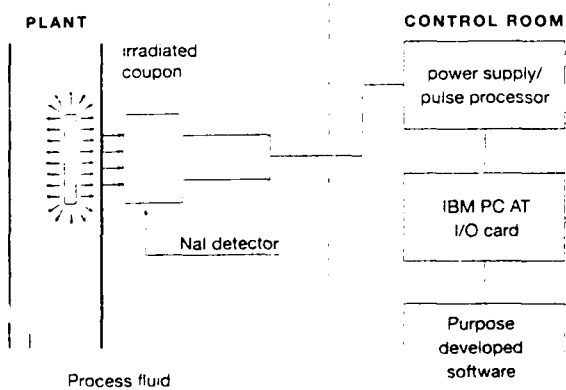 PLANT
irradiated
coupon
NaI detector
Process fluid
CONTROL ROOM
power supply/
pulse processor
IBM PC AT
I/O card
Purpose
developed
software